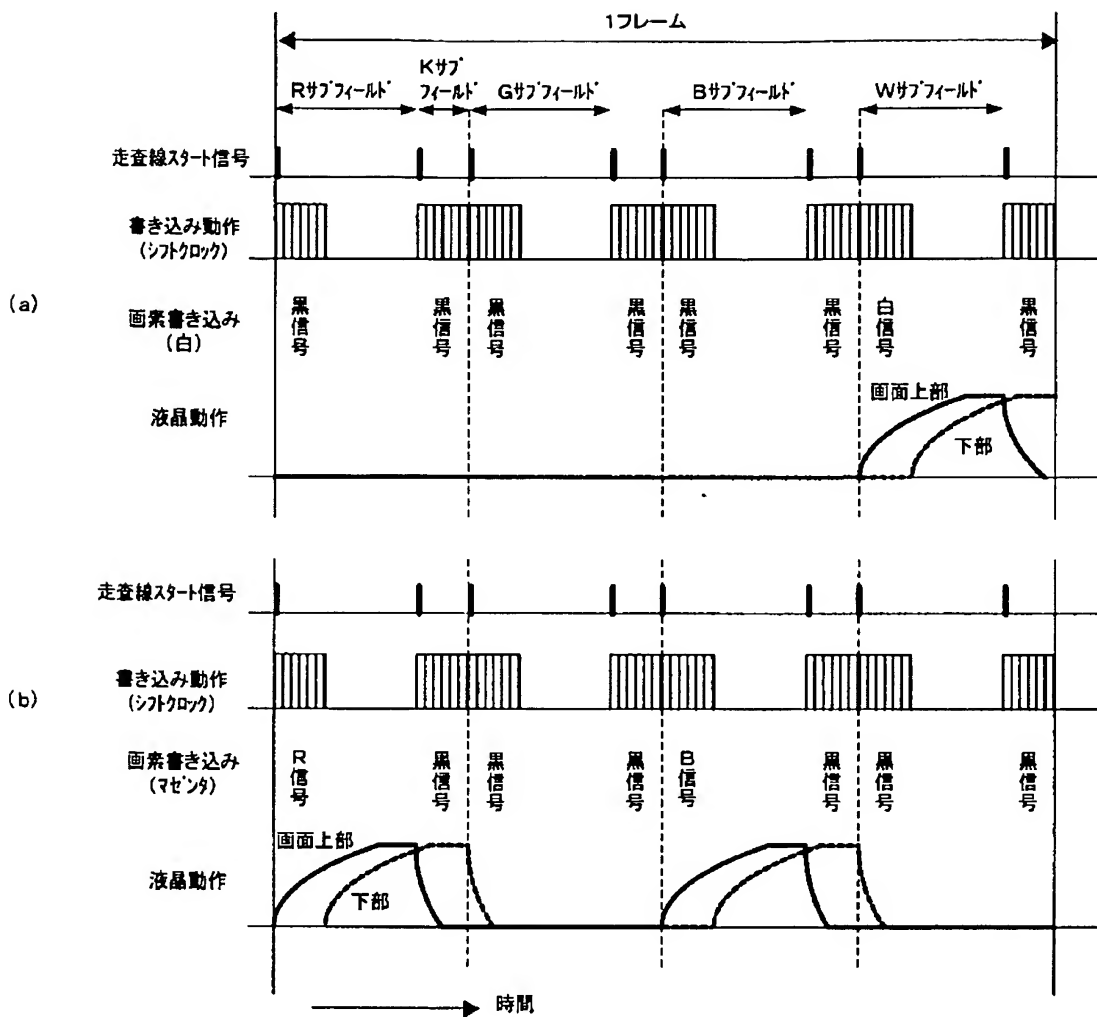 1フレーム
Kサブ
フィールド
Rサブフィールド
Gサブフィールド
Bサブフィールド
Wサブフィールド
走査線スタート信号
書き込み動作
(シフトクロック)
(a)
画素書き込み
(白)
黒信号
黒信号
黒信号
黒信号
黒信号
黒信号
白信号
黒信号
液晶動作
画面上部
下部
走査線スタート信号
書き込み動作
(シフトクロック)
(b)
画素書き込み
(マゼンタ)
R信号
黒信号
黒信号
黒信号
B信号
黒信号
黒信号
黒信号
画面上部
液晶動作
下部
時間